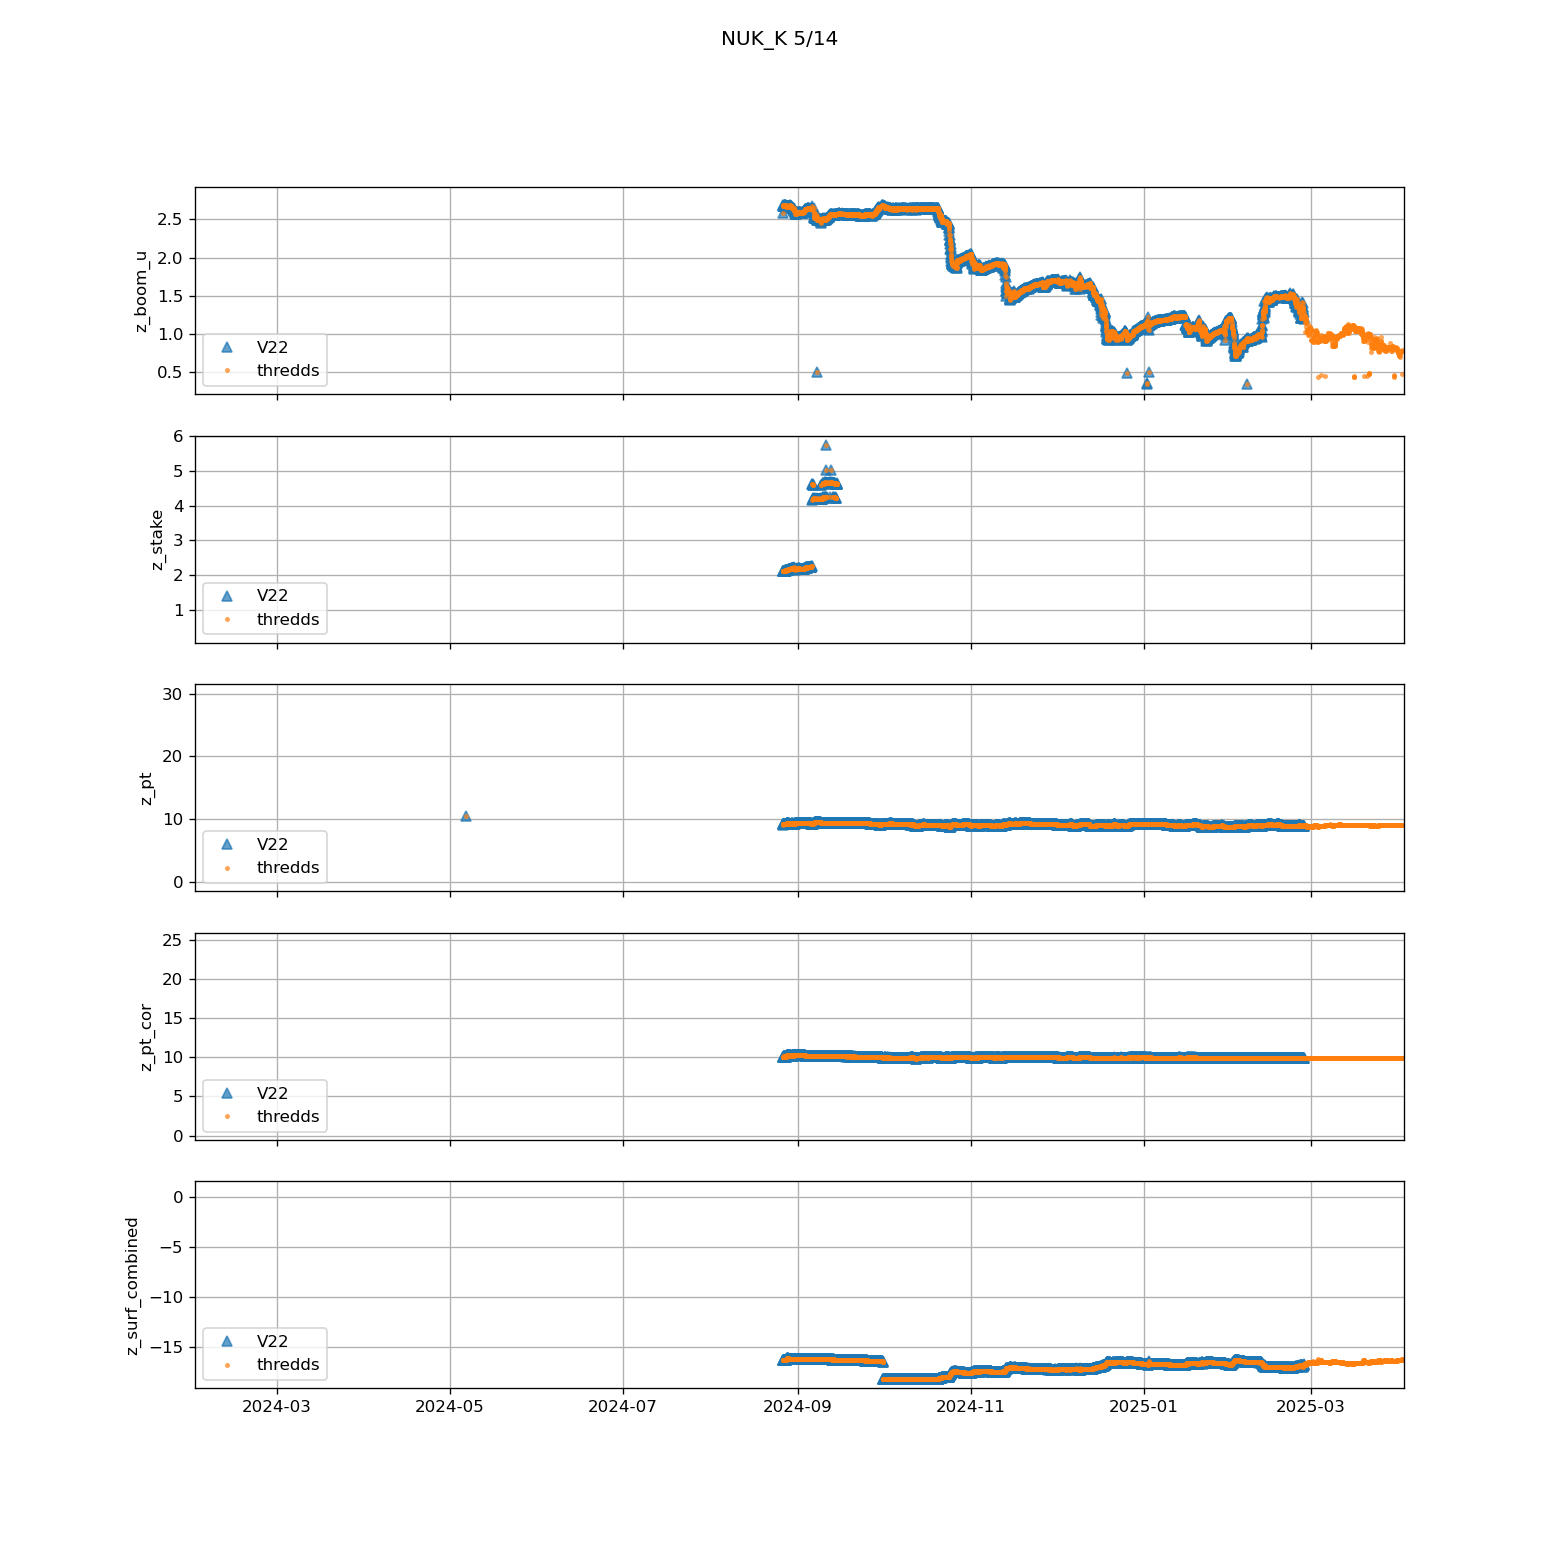 NUK_K 5/14
z_boom_u
2.5
2.0
1.5
1.0
0.5
V22
thredds
z_stake
6
5
4
3
2
1
V22
thredds
z_pt
30
20
10
0
V22
thredds
z_pt_cor
25
20
15
10
5
0
V22
thredds
z_surf_combined
0
−5
−10
−15
V22
thredds
2024-03 2024-05 2024-07 2024-09 2024-11 2025-01 2025-03